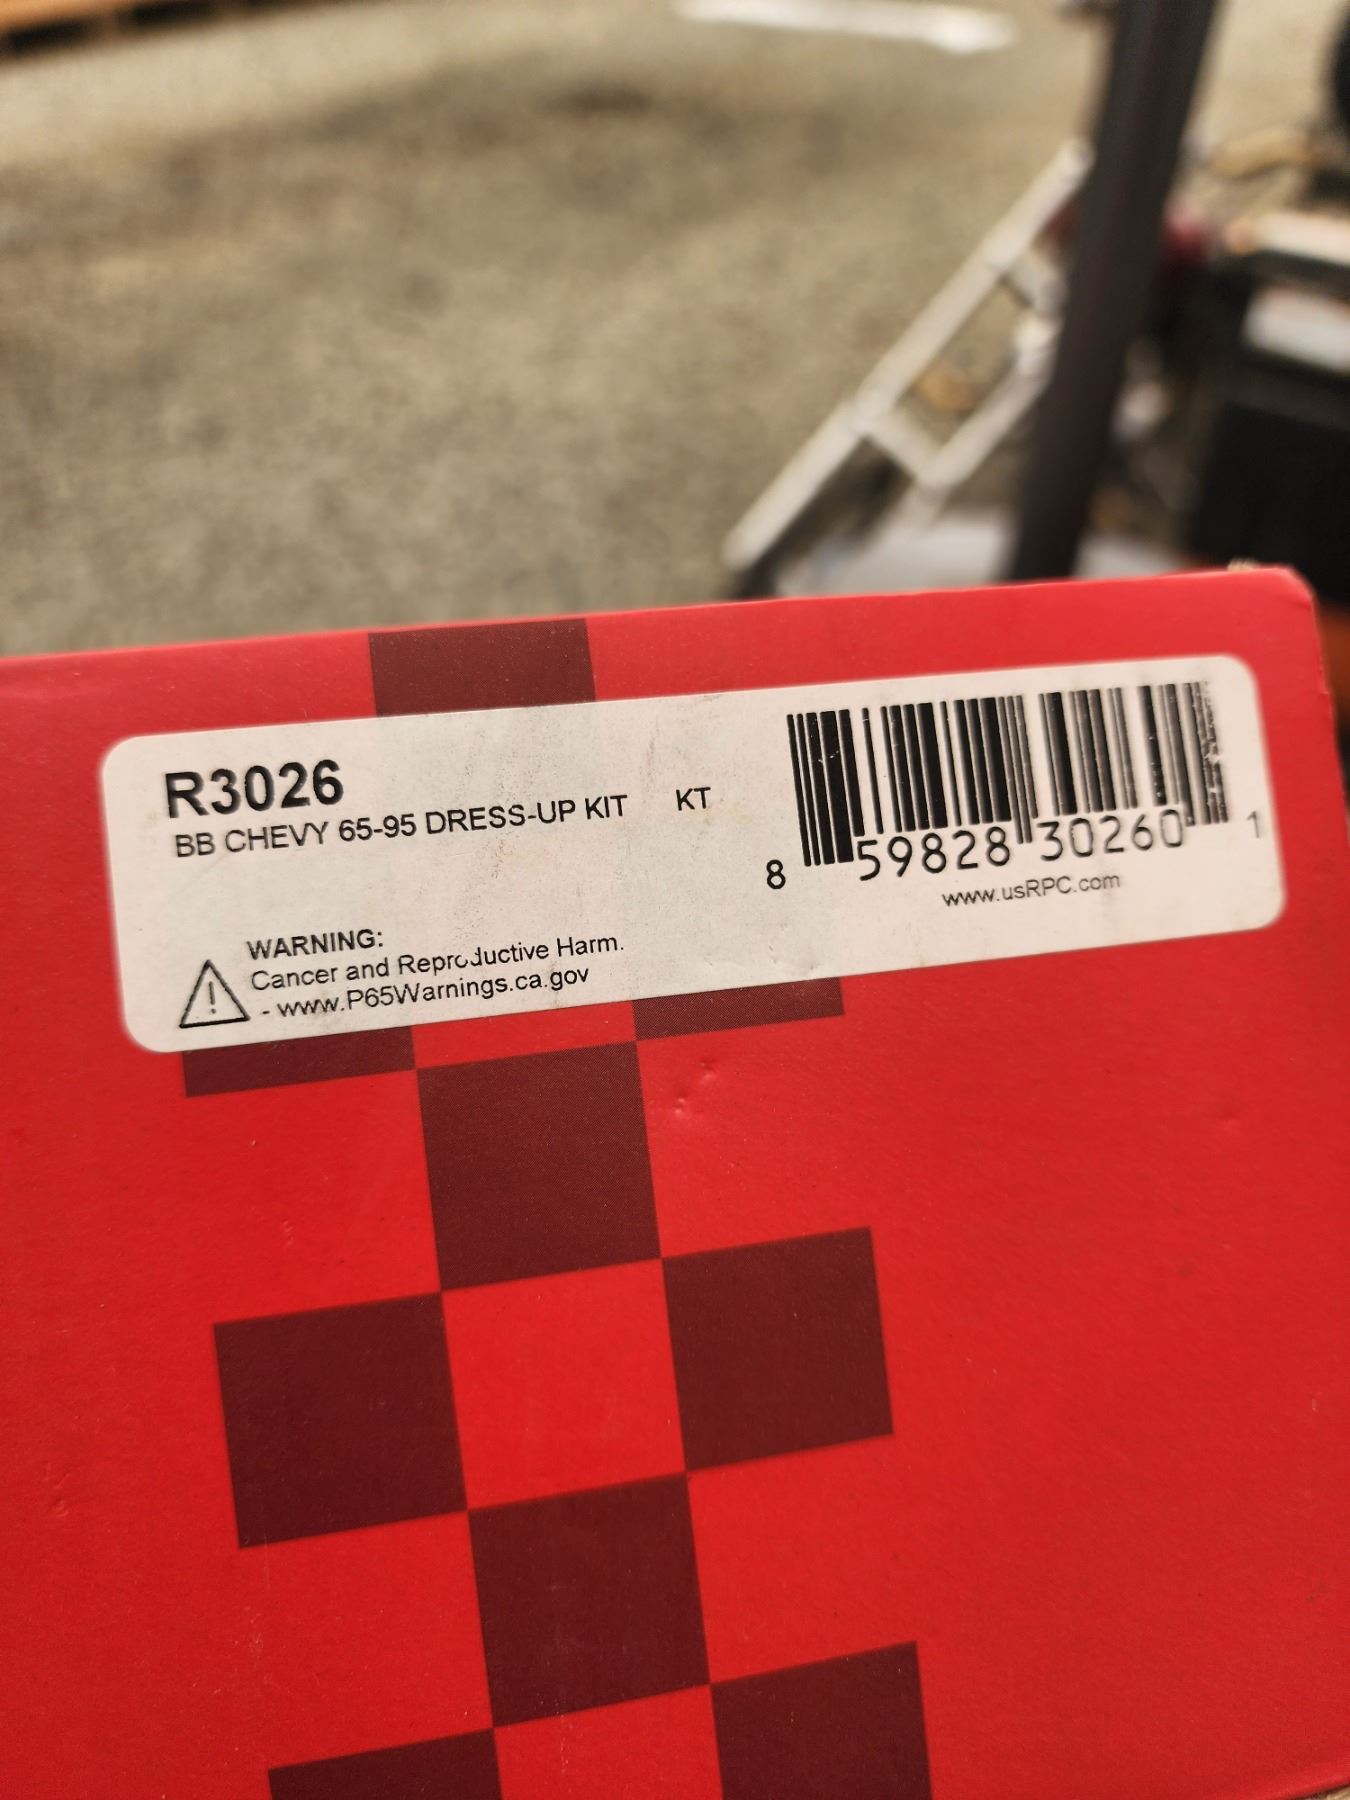 R3026
BB CHEVY 65-95 DRESS-UP KIT KT
8 59828 30260 1
www.usRPC.com
WARNING:
Cancer and Reproductive Harm.
- www.P65Warnings.ca.gov